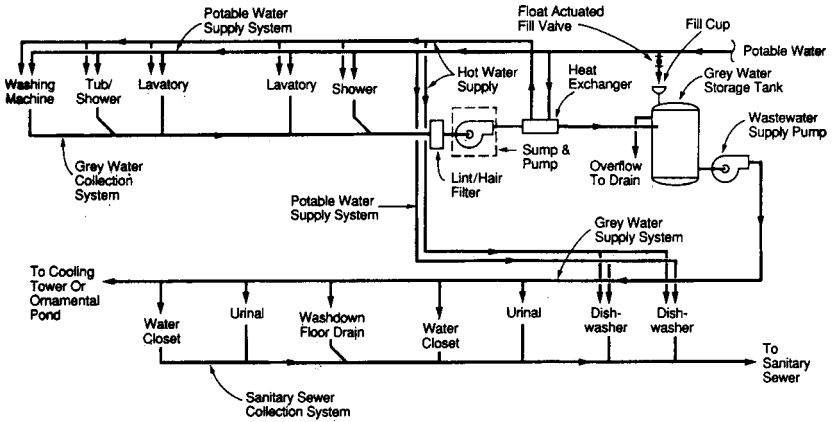 Potable Water
Supply System
Float Actuated
Fill Valve
Fill Cup
Potable Water
Washing
Machine
Tub/
Shower
Lavatory
Lavatory
Shower
Hot Water
Supply
Heat
Exchanger
Grey Water
Storage Tank
Wastewater
Supply Pump
Grey Water
Collection
System
Lint/Hair
Filter
Sump &
Pump
Overflow
To Drain
Potable Water
Supply System
Grey Water
Supply System
To Cooling
Tower Or
Ornamental
Pond
Water
Closet
Urinal
Washdown
Floor Drain
Water
Closet
Urinal
Dish-
washer
Dish-
washer
To
Sanitary
Sewer
Sanitary Sewer
Collection System